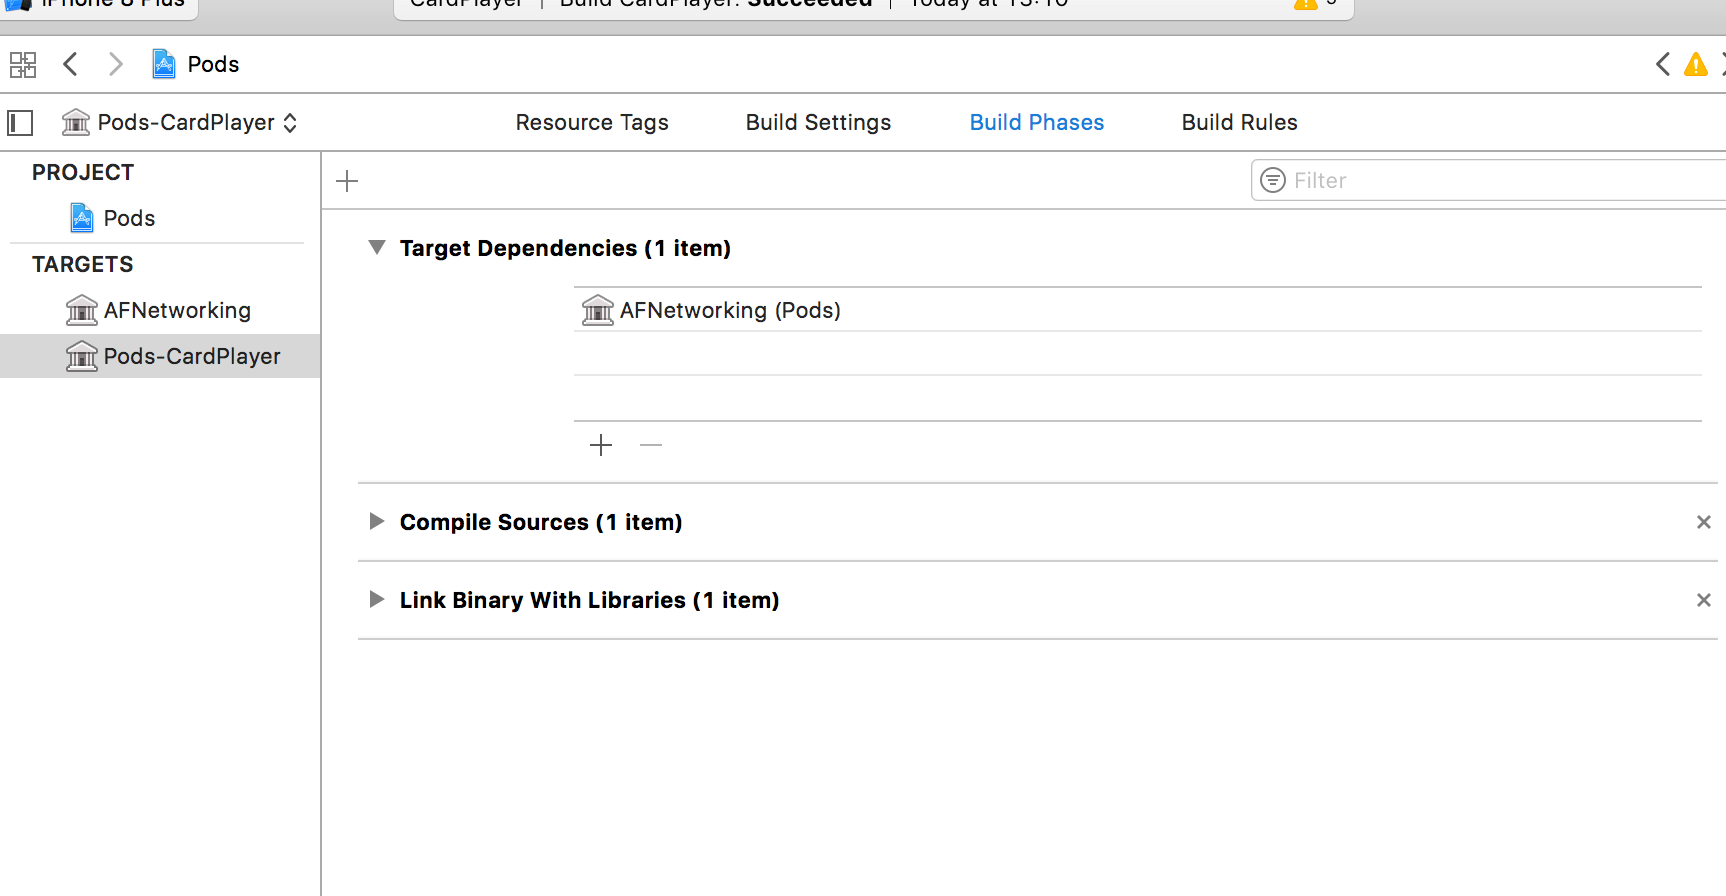 iPhone 8 Plus
CardPlayer | Build CardPlayer: Succeeded | Today at 13:10
Pods
Pods-CardPlayer
Resource Tags
Build Settings
Build Phases
Build Rules
PROJECT
Pods
TARGETS
AFNetworking
Pods-CardPlayer
Filter
Target Dependencies (1 item)
AFNetworking (Pods)
Compile Sources (1 item)
Link Binary With Libraries (1 item)